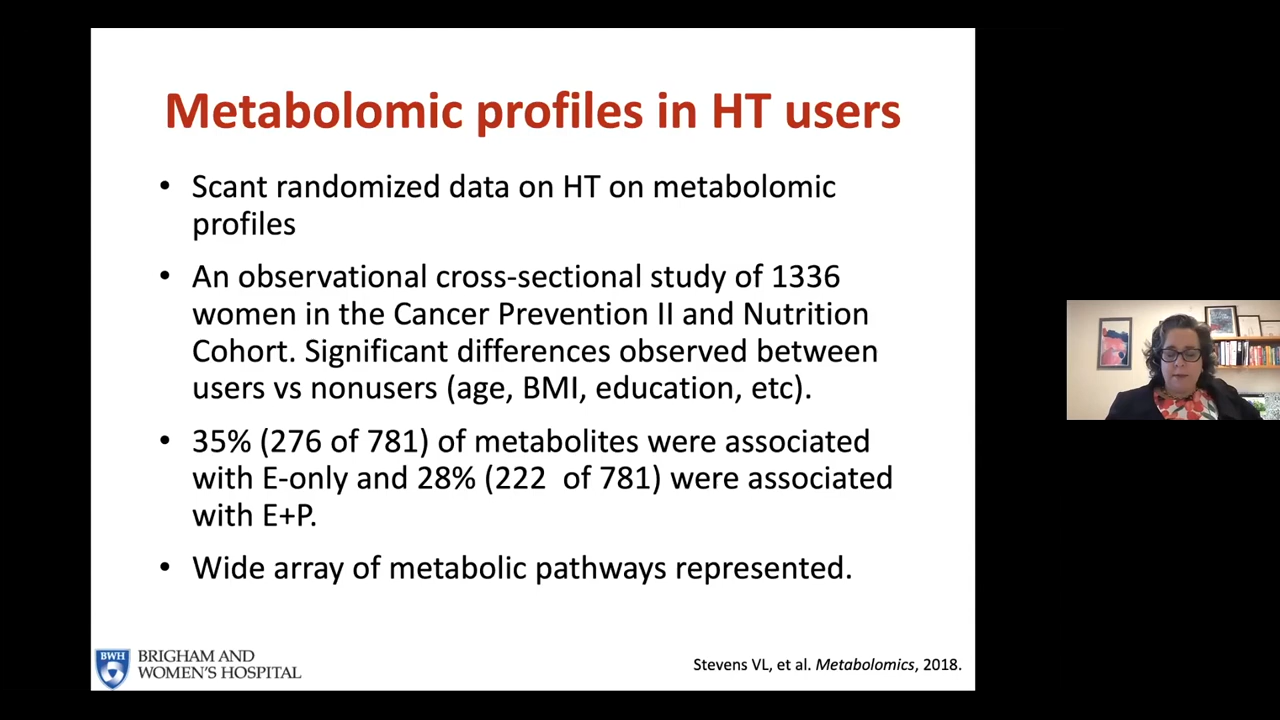 Metabolomic profiles in HT users
• Scant randomized data on HT on metabolomic
profiles
• An observational cross-sectional study of 1336
women in the Cancer Prevention II and Nutrition
Cohort. Significant differences observed between
users vs nonusers (age, BMI, education, etc).
• 35% (276 of 781) of metabolites were associated
with E-only and 28% (222  of 781) were associated
with E+P.
• Wide array of metabolic pathways represented.
BWH
BRIGHAM AND
WOMEN'S HOSPITAL
Stevens VL, et al. Metabolomics, 2018.